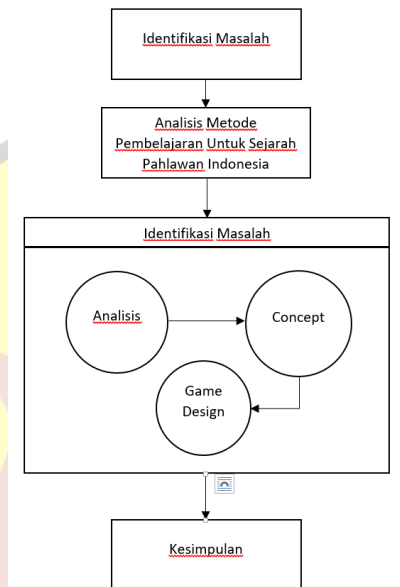 Identifikasi Masalah
Analisis Metode
Pembelajaran Untuk Sejarah
Pahlawan Indonesia
Identifikasi Masalah
Analisis
Concept
Game
Design
Kesimpulan